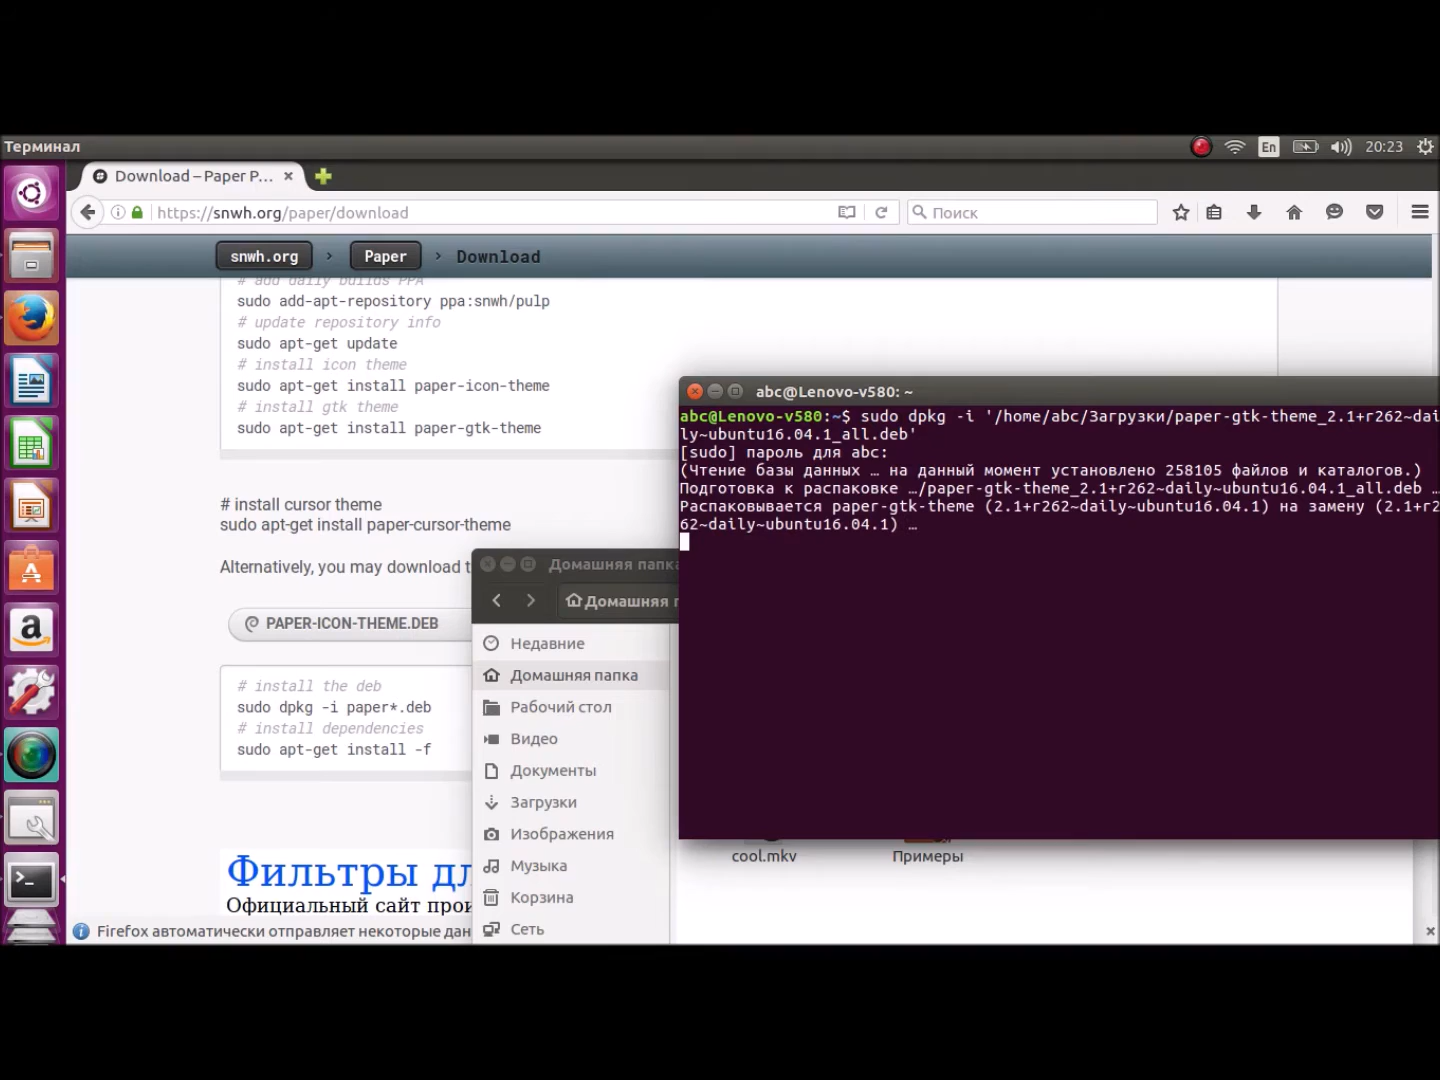 Терминал
En
20:23
Download – Paper P...
https://snwh.org/paper/download
Поиск
snwh.org
Paper
Download
# add daily builds PPA
sudo add-apt-repository ppa:snwh/pulp
# update repository info
sudo apt-get update
# install icon theme
sudo apt-get install paper-icon-theme
# install gtk theme
sudo apt-get install paper-gtk-theme
# install cursor theme
sudo apt-get install paper-cursor-theme
Alternatively, you may download
PAPER-ICON-THEME.DEB
# install the deb
sudo dpkg -i paper*.deb
# install dependencies
sudo apt-get install -f
Фильтры дл
Официальный сайт прои
Firefox автоматически отправляет некоторые дан
Домашняя папка
Домашняя п
Недавние
Домашняя папка
Рабочий стол
Видео
Документы
Загрузки
Изображения
Музыка
Корзина
Сеть
abc@Lenovo-v580: ~
abc@Lenovo-v580:~$ sudo dpkg -i '/home/abc/Загрузки/paper-gtk-theme_2.1+r262~dai
ly~ubuntu16.04.1_all.deb'
[sudo] пароль для abc:
(Чтение базы данных … на данный момент установлено 258105 файлов и каталогов.)
Подготовка к распаковке …/paper-gtk-theme_2.1+r262~daily~ubuntu16.04.1_all.deb …
Распаковывается paper-gtk-theme (2.1+r262~daily~ubuntu16.04.1) на замену (2.1+r2
62~daily~ubuntu16.04.1) …
cool.mkv
Примеры